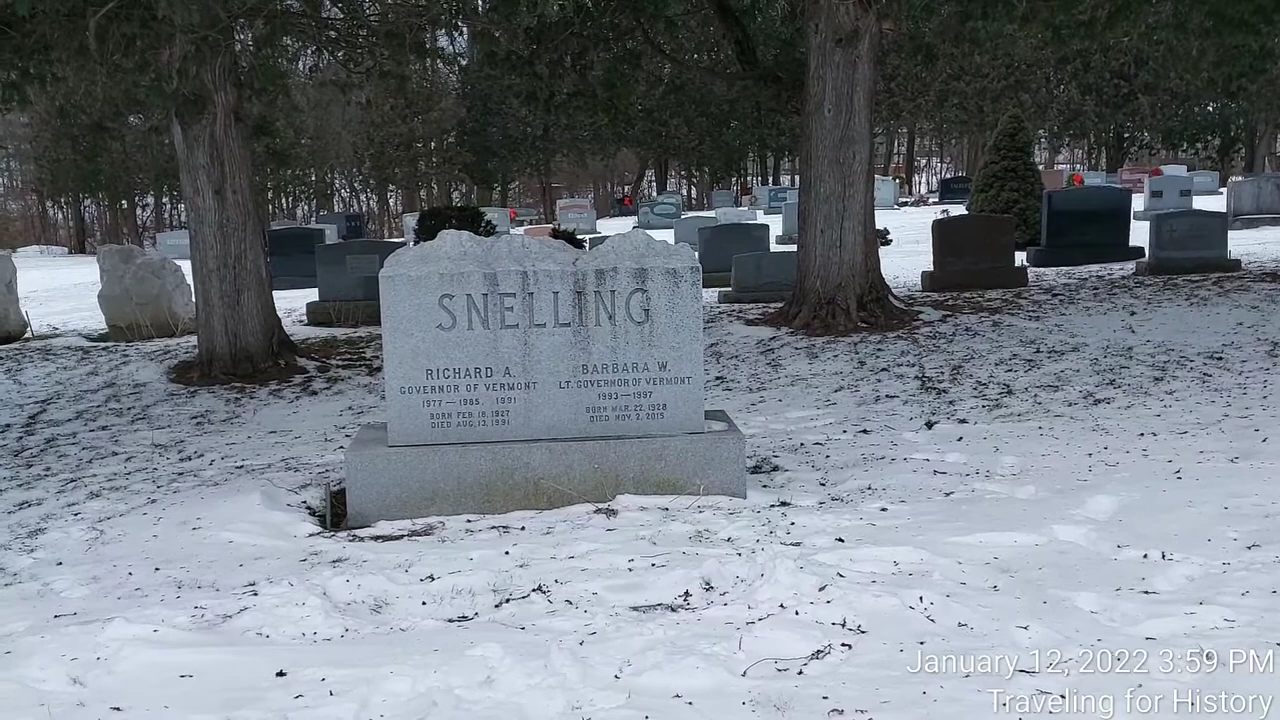 SNELLING
RICHARD A.
GOVERNOR OF VERMONT
1977 — 1985, 1991
BORN FEB. 18, 1927
DIED AUG. 13, 1991
BARBARA W.
LT. GOVERNOR OF VERMONT
1993 — 1997
BORN MAR. 22, 1928
DIED NOV. 2, 2015
January 12, 2022 3:59 PM
Traveling for History